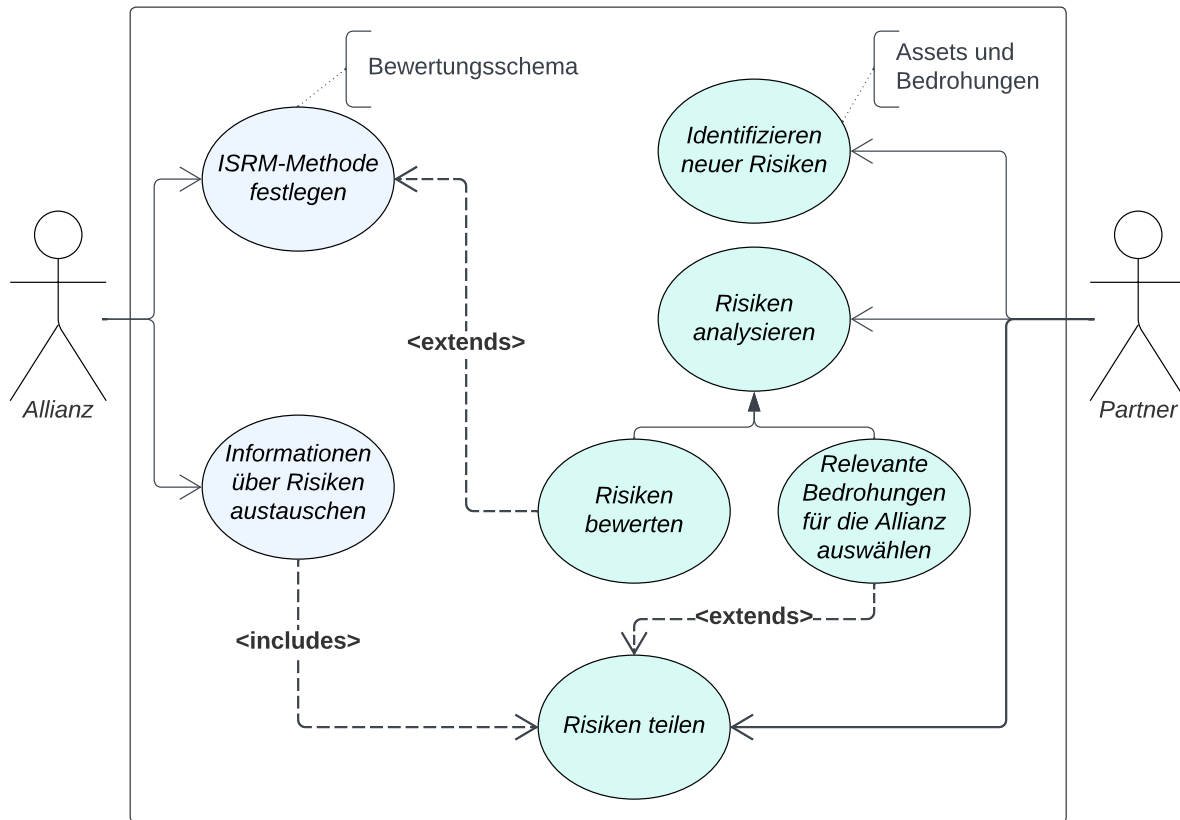 Bewertungsschema
Assets und
Bedrohungen
ISRM-Methode
festlegen
Identifizieren
neuer Risiken
Risiken
analysieren
<extends>
Allianz
Partner
Informationen
über Risiken
austauschen
Risiken
bewerten
Relevante
Bedrohungen
für die Allianz
auswählen
<extends>
<includes>
Risiken teilen